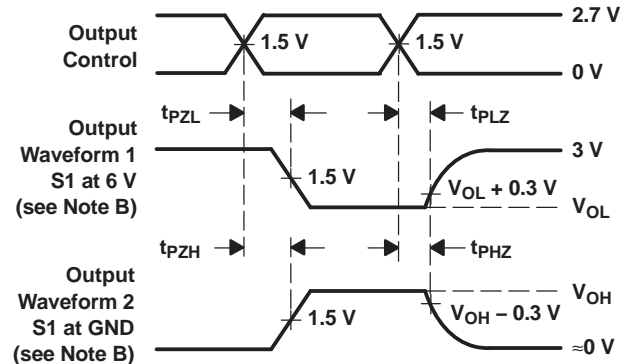 2.7 V
Output
Control
1.5 V
1.5 V
0 V
tPZL
tPLZ
Output
Waveform 1
S1 at 6 V
(see Note B)
3 V
1.5 V
VOL + 0.3 V
VOL
tPZH
tPHZ
Output
Waveform 2
S1 at GND
(see Note B)
VOH
1.5 V
VOH − 0.3 V
≈0 V